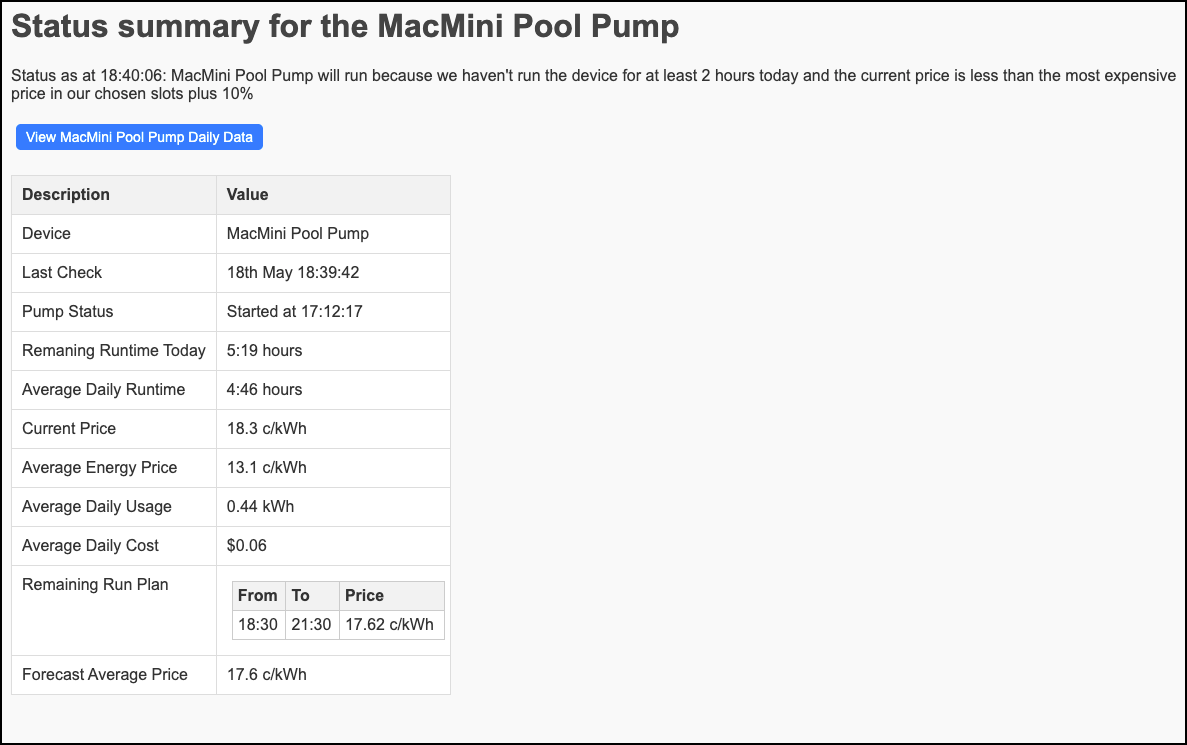 Status summary for the MacMini Pool Pump
Status as at 18:40:06: MacMini Pool Pump will run because we haven't run the device for at least 2 hours today and the current price is less than the most expensive
price in our chosen slots plus 10%
View MacMini Pool Pump Daily Data
Description Value
Device MacMini Pool Pump
Last Check 18th May 18:39:42
Pump Status Started at 17:12:17
Remaning Runtime Today 5:19 hours
Average Daily Runtime 4:46 hours
Current Price 18.3 c/kWh
Average Energy Price 13.1 c/kWh
Average Daily Usage 0.44 kWh
Average Daily Cost $0.06
Remaining Run Plan
From To Price
18:30 21:30 17.62 c/kWh
Forecast Average Price 17.6 c/kWh